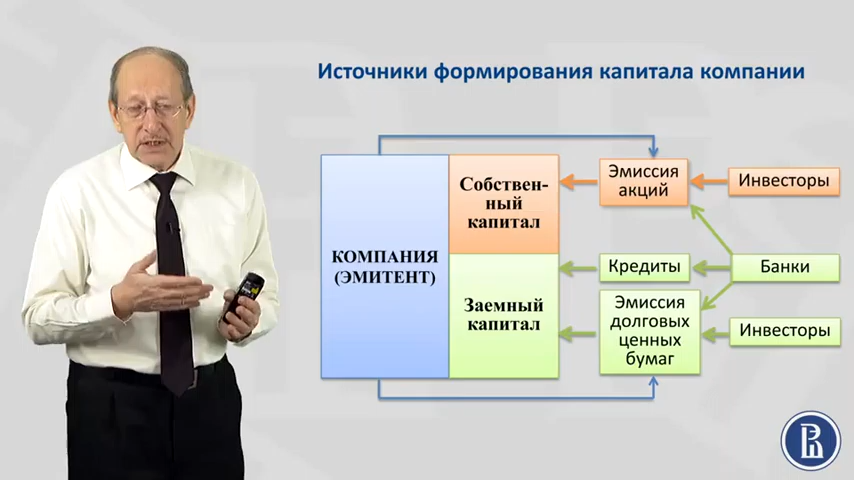 Источники формирования капитала компании
КОМПАНИЯ
(ЭМИТЕНТ)
Собствен-
ный
капитал
Заемный
капитал
Эмиссия
акций
Инвесторы
Кредиты
Банки
Эмиссия
долговых
ценных
бумаг
Инвесторы